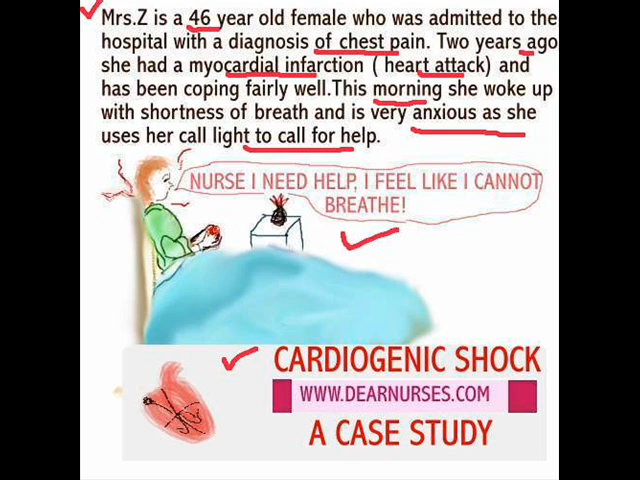 Mrs.Z is a 46 year old female who was admitted to the
hospital with a diagnosis of chest pain. Two years ago
she had a myocardial infarction ( heart attack) and
has been coping fairly well.This morning she woke up
with shortness of breath and is very anxious as she
uses her call light to call for help.
NURSE I NEED HELP, I FEEL LIKE I CANNOT
BREATHE!
CARDIOGENIC SHOCK
WWW.DEARNURSES.COM
A CASE STUDY